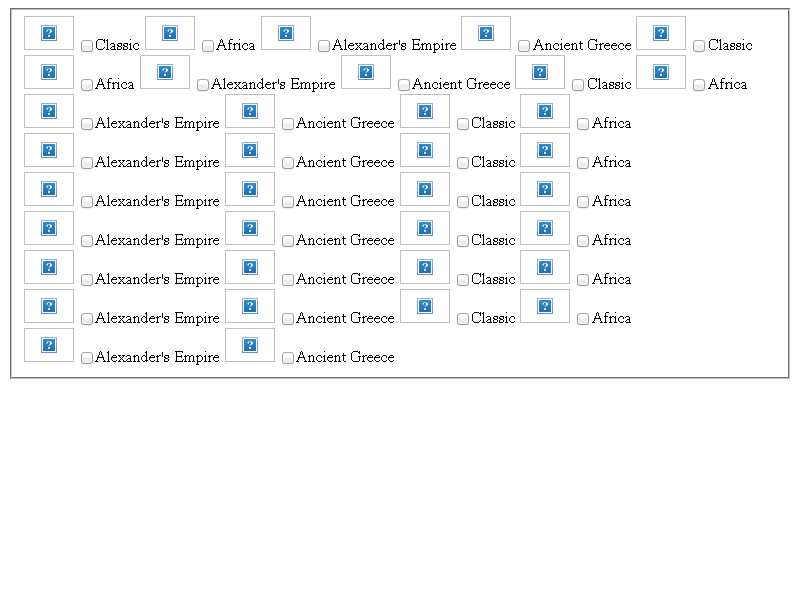 Classic Africa Alexander's Empire Ancient Greece Classic
Africa Alexander's Empire Ancient Greece Classic Africa
Alexander's Empire Ancient Greece Classic Africa
Alexander's Empire Ancient Greece Classic Africa
Alexander's Empire Ancient Greece Classic Africa
Alexander's Empire Ancient Greece Classic Africa
Alexander's Empire Ancient Greece Classic Africa
Alexander's Empire Ancient Greece Classic Africa
Alexander's Empire Ancient Greece